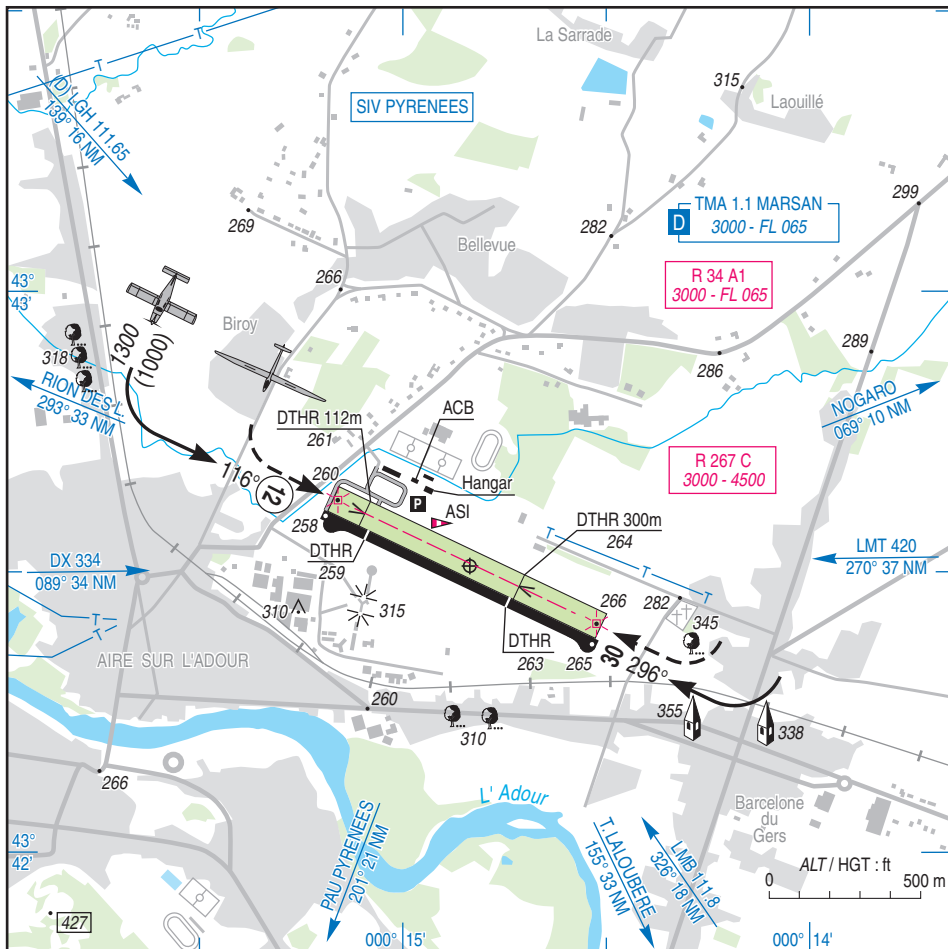 La Sarrade
T
(D) LGH 111.65
139° 16 NM
SIV PYRENEES
315
Laouillé
269
TMA 1.1 MARSAN
D
3000 - FL 065
282
299
Bellevue
266
43°
43'
R 34 A1
3000 - FL 065
Biroy
1300
(1000)
318
289
286
RION DES L.
293° 33 NM
NOGARO
069° 10 NM
DTHR 112m
261
ACB
Hangar
116°
12
260
P
ASI
R 267 C
3000 - 4500
258
DTHR
259
DTHR 300m
264
DX 334
089° 34 NM
LMT 420
270° 37 NM
T
T
T
T
T
282
345
310
315
266
DTHR
263
265
30
296°
AIRE SUR L'ADOUR
260
310
355
338
266
L' Adour
Barcelone
du
Gers
43°
42'
PAU PYRENEES
201° 21 NM
T. LALOUBERE
155° 33 NM
LMB 111.8
326° 18 NM
ALT / HGT : ft
0
500 m
427
000° 15'
000° 14'